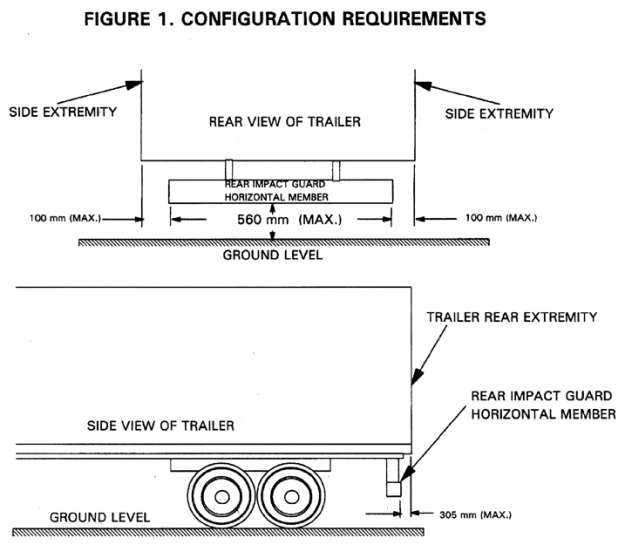 FIGURE 1. CONFIGURATION REQUIREMENTS
SIDE EXTREMITY
REAR VIEW OF TRAILER
SIDE EXTREMITY
REAR IMPACT GUARD
HORIZONTAL MEMBER
100 mm (MAX.)
560 mm (MAX.)
100 mm (MAX.)
GROUND LEVEL
TRAILER REAR EXTREMITY
REAR IMPACT GUARD
HORIZONTAL MEMBER
SIDE VIEW OF TRAILER
GROUND LEVEL
305 mm (MAX.)